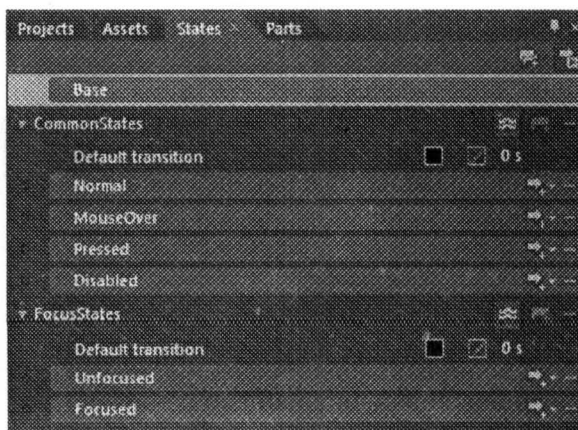 Projects Assets States × Parts
Base
CommonStates
Default transition 0 s
Normal
MouseOver
Pressed
Disabled
FocusStates
Default transition 0 s
Unfocused
Focused